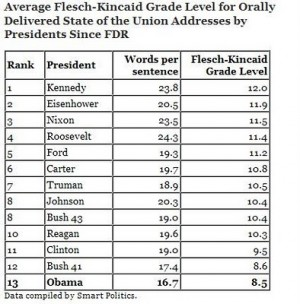 Average Flesch-Kincaid Grade Level for Orally
Delivered State of the Union Addresses by
Presidents Since FDR
Rank President Words per sentence Flesch-Kincaid Grade Level
1 Kennedy 23.8 12.0
2 Eisenhower 20.5 11.9
3 Nixon 23.5 11.5
4 Roosevelt 24.3 11.4
5 Ford 19.3 11.2
6 Carter 19.7 10.8
7 Truman 18.9 10.5
8 Johnson 20.3 10.4
8 Bush 43 19.0 10.4
10 Reagan 19.6 10.3
11 Clinton 19.0 9.5
12 Bush 41 17.4 8.6
13 Obama 16.7 8.5
Data compiled by Smart Politics.